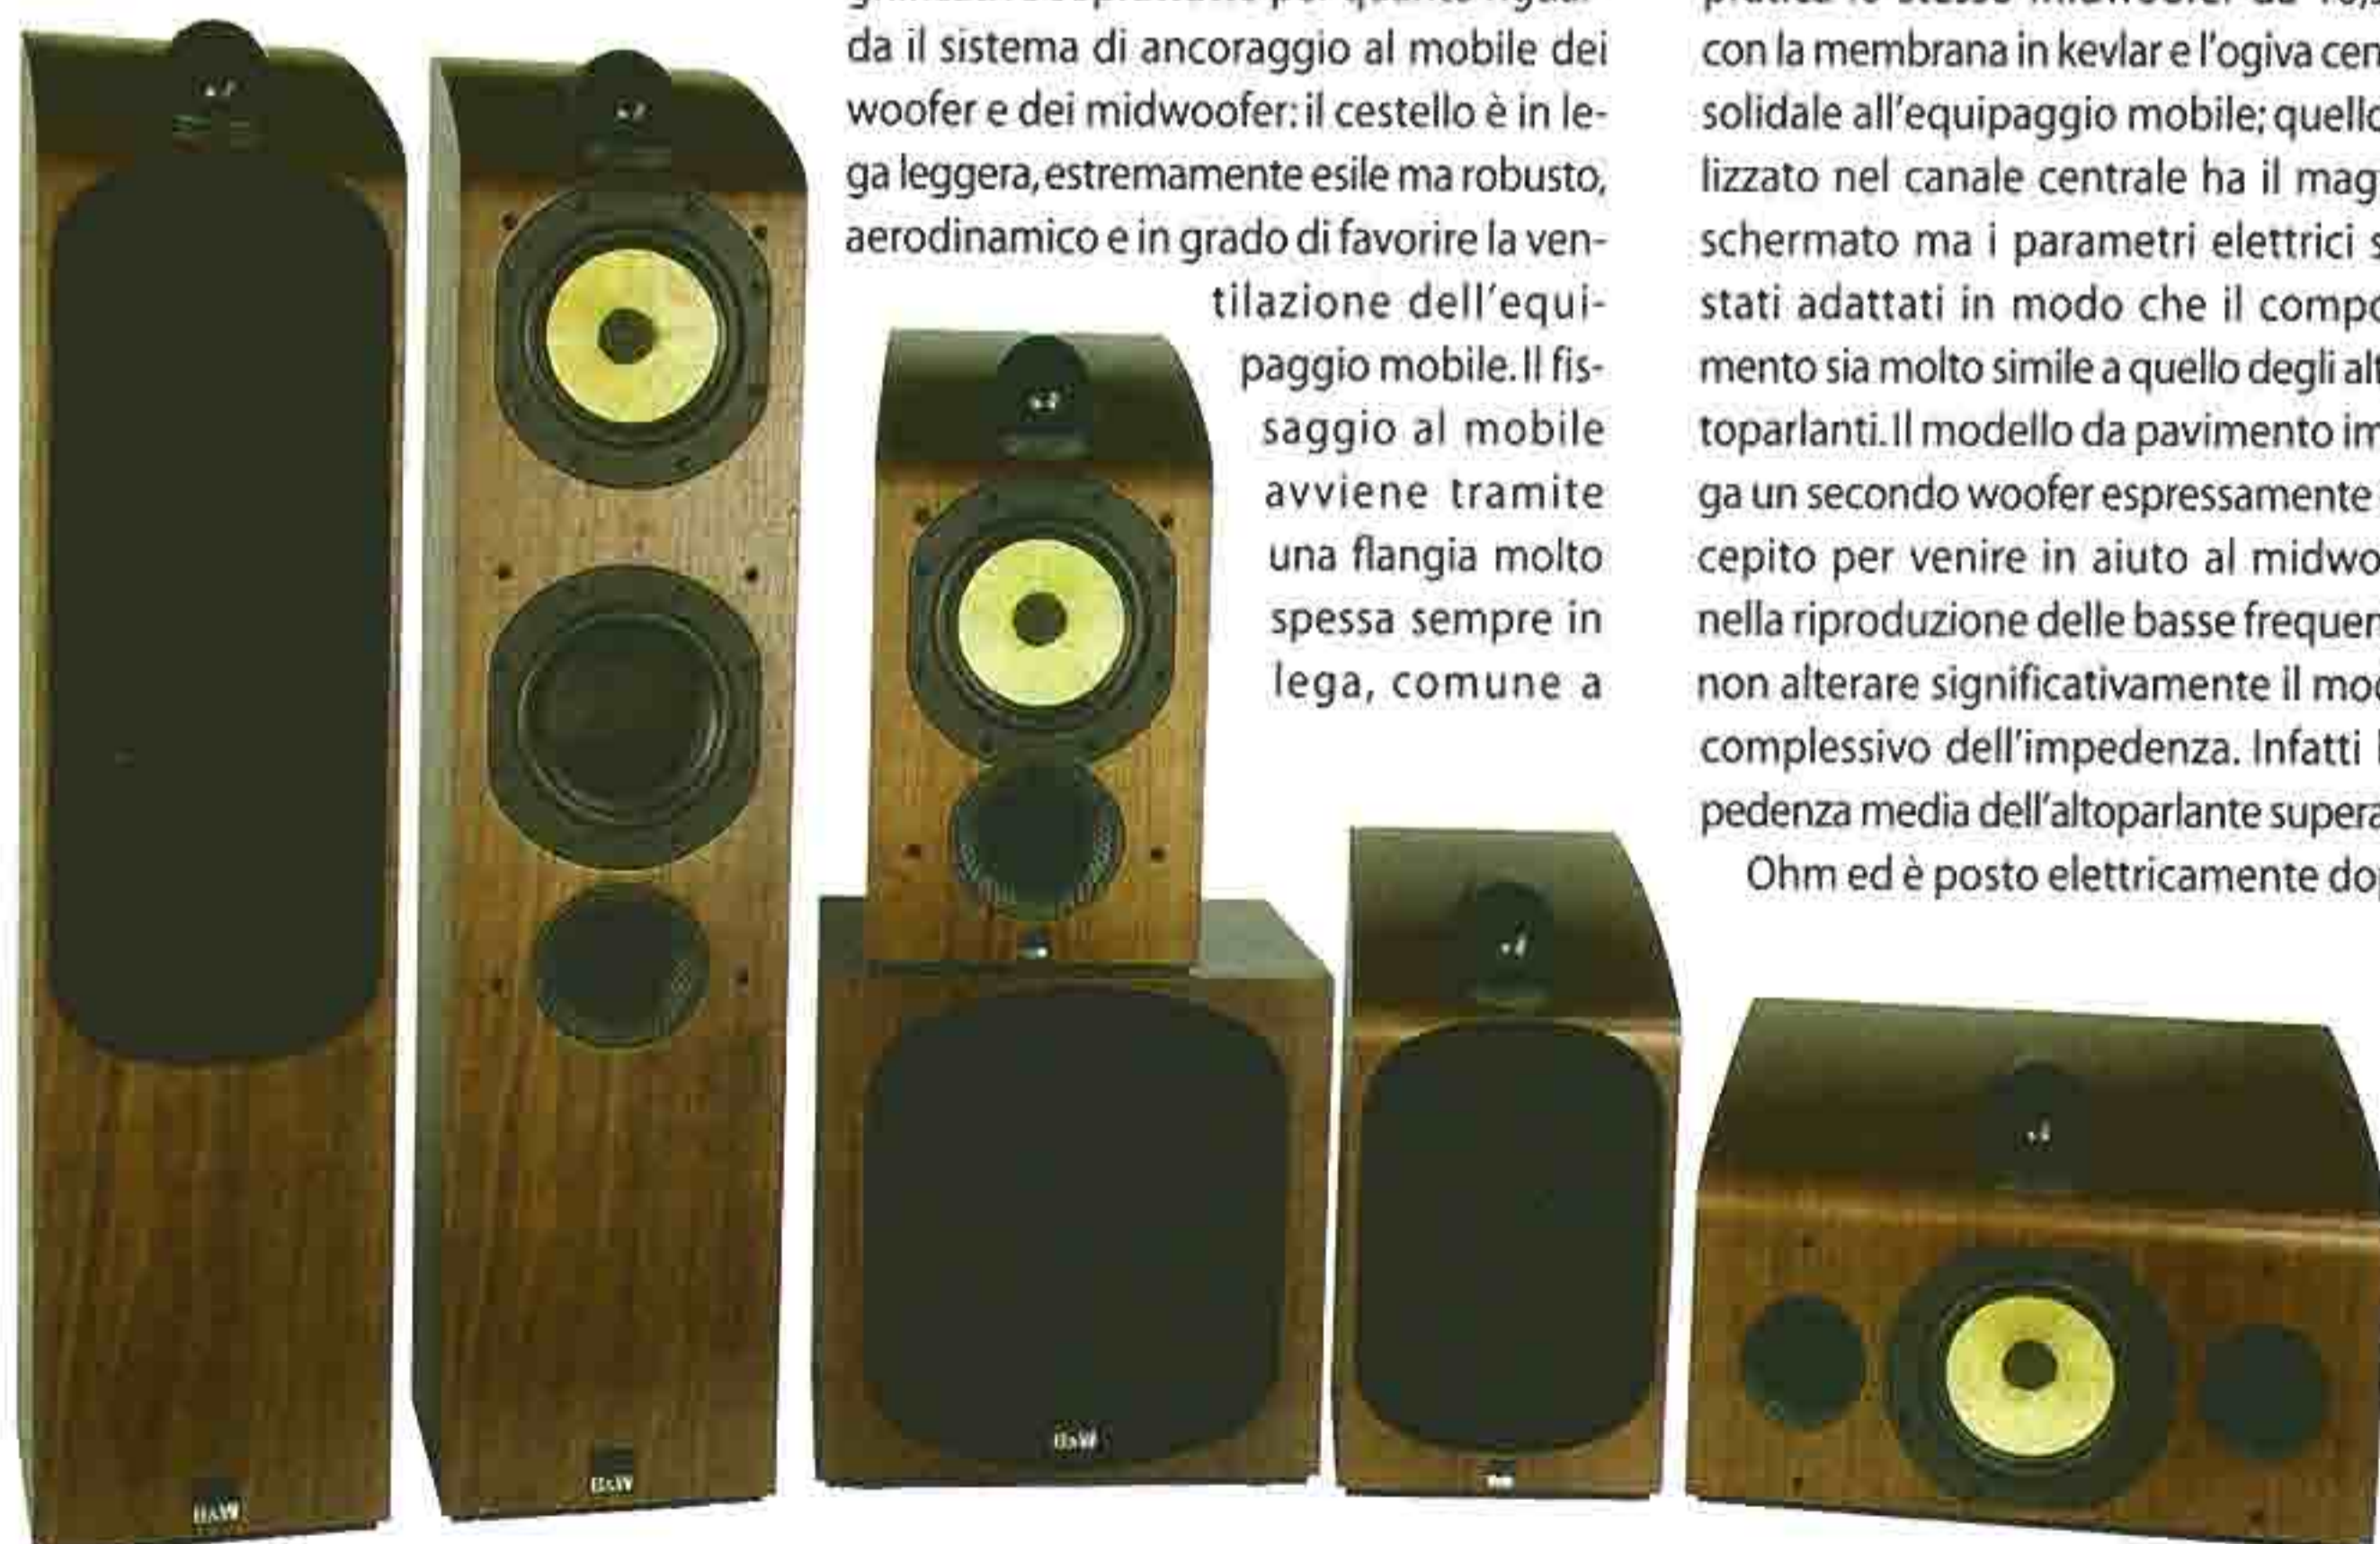 da il sistema di ancoraggio al mobile dei
woofer e dei midwoofer: il cestello è in le-
ga leggera, estremamente esile ma robusto,
aerodinamico e in grado di favorire la ven-
tilazione dell'equi-
paggio mobile. Il fis-
saggio al mobile
avviene tramite
una flangia molto
spessa sempre in
lega, comune a
con la membrana in kevlar e l'ogiva cen
solidale all'equipaggio mobile; quello
lizzato nel canale centrale ha il mag
schermato ma i parametri elettrici s
stati adattati in modo che il compo
mento sia molto simile a quello degli alt
toparlanti. Il modello da pavimento im
ga un secondo woofer espressamente
cepito per venire in aiuto al midwo
nella riproduzione delle basse frequen
non alterare significativamente il mod
complessivo dell'impedenza. Infatti l
pedenza media dell'altoparlante supera
Ohm ed è posto elettricamente dop
B&W
B&W
B&W